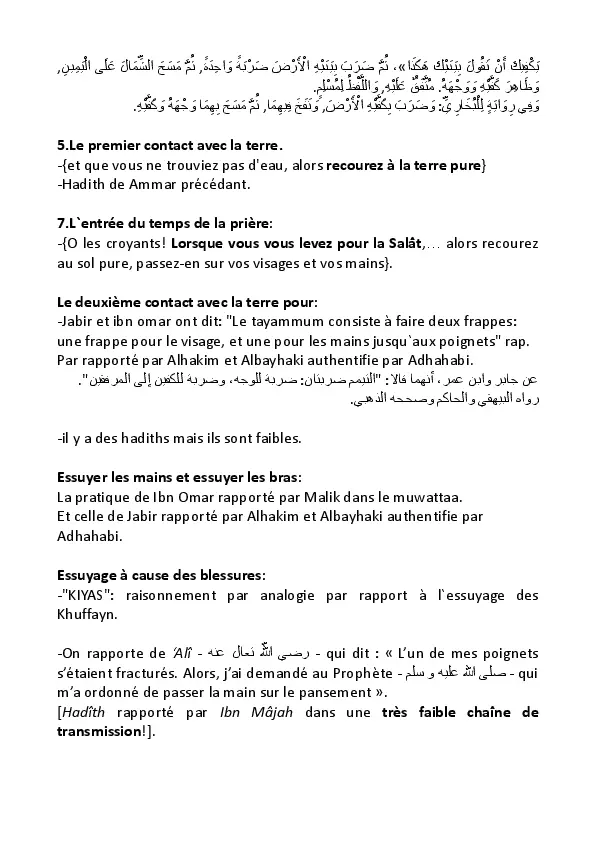 يَكْفِيكَ أَنْ تَقُولَ بِيَدَيْكَ هَكَذَا»، ثُمَّ ضَرَبَ بِيَدَيْهِ الْأَرْضَ ضَرْبَةً وَاحِدَةً, ثُمَّ مَسَحَ الشِّمَالَ عَلَى الْيَمِينِ,
وَظَاهِرَ كَفَّيْهِ وَوَجْهَهُ. مُتَّفَقٌ عَلَيْهِ, وَاللَّفْظُ لِمُسْلِمٍ.
وَفِي رِوَايَةٍ لِلْبُخَارِيِّ: وَضَرَبَ بِكَفَّيْهِ الْأَرْضَ, وَنَفَخَ فِيهِمَا, ثُمَّ مَسَحَ بِهِمَا وَجْهَهُ وَكَفَّيْهِ.
5.Le premier contact avec la terre.
-{et que vous ne trouviez pas d'eau, alors recourez à la terre pure}
-Hadith de Ammar précédant.
7.L`entrée du temps de la prière:
-{O les croyants! Lorsque vous vous levez pour la Salât,… alors recourez
au sol pure, passez-en sur vos visages et vos mains}.
Le deuxième contact avec la terre pour:
-Jabir et ibn omar ont dit: "Le tayammum consiste à faire deux frappes:
une frappe pour le visage, et une pour les mains jusqu`aux poignets" rap.
Par rapporté par Alhakim et Albayhaki authentifie par Adhahabi.
عن جابر وابن عمر، أنهما قالا: "التيمم ضربتان: ضربة للوجه، وضربة للكفين إلى المرفقين".
رواه البيهقي والحاكم وصححه الذهبي.
-il y a des hadiths mais ils sont faibles.
Essuyer les mains et essuyer les bras:
La pratique de Ibn Omar rapporté par Malik dans le muwattaa.
Et celle de Jabir rapporté par Alhakim et Albayhaki authentifie par
Adhahabi.
Essuyage à cause des blessures:
-"KIYAS": raisonnement par analogie par rapport à l`essuyage des
Khuffayn.
-On rapporte de ‘Alî - رضي الله تعال عنه - qui dit : « L’un de mes poignets
s’étaient fracturés. Alors, j’ai demandé au Prophète - صلى الله عليه و سلم - qui
m’a ordonné de passer la main sur le pansement ».
[Hadîth rapporté par Ibn Mâjah dans une très faible chaîne de
transmission!].